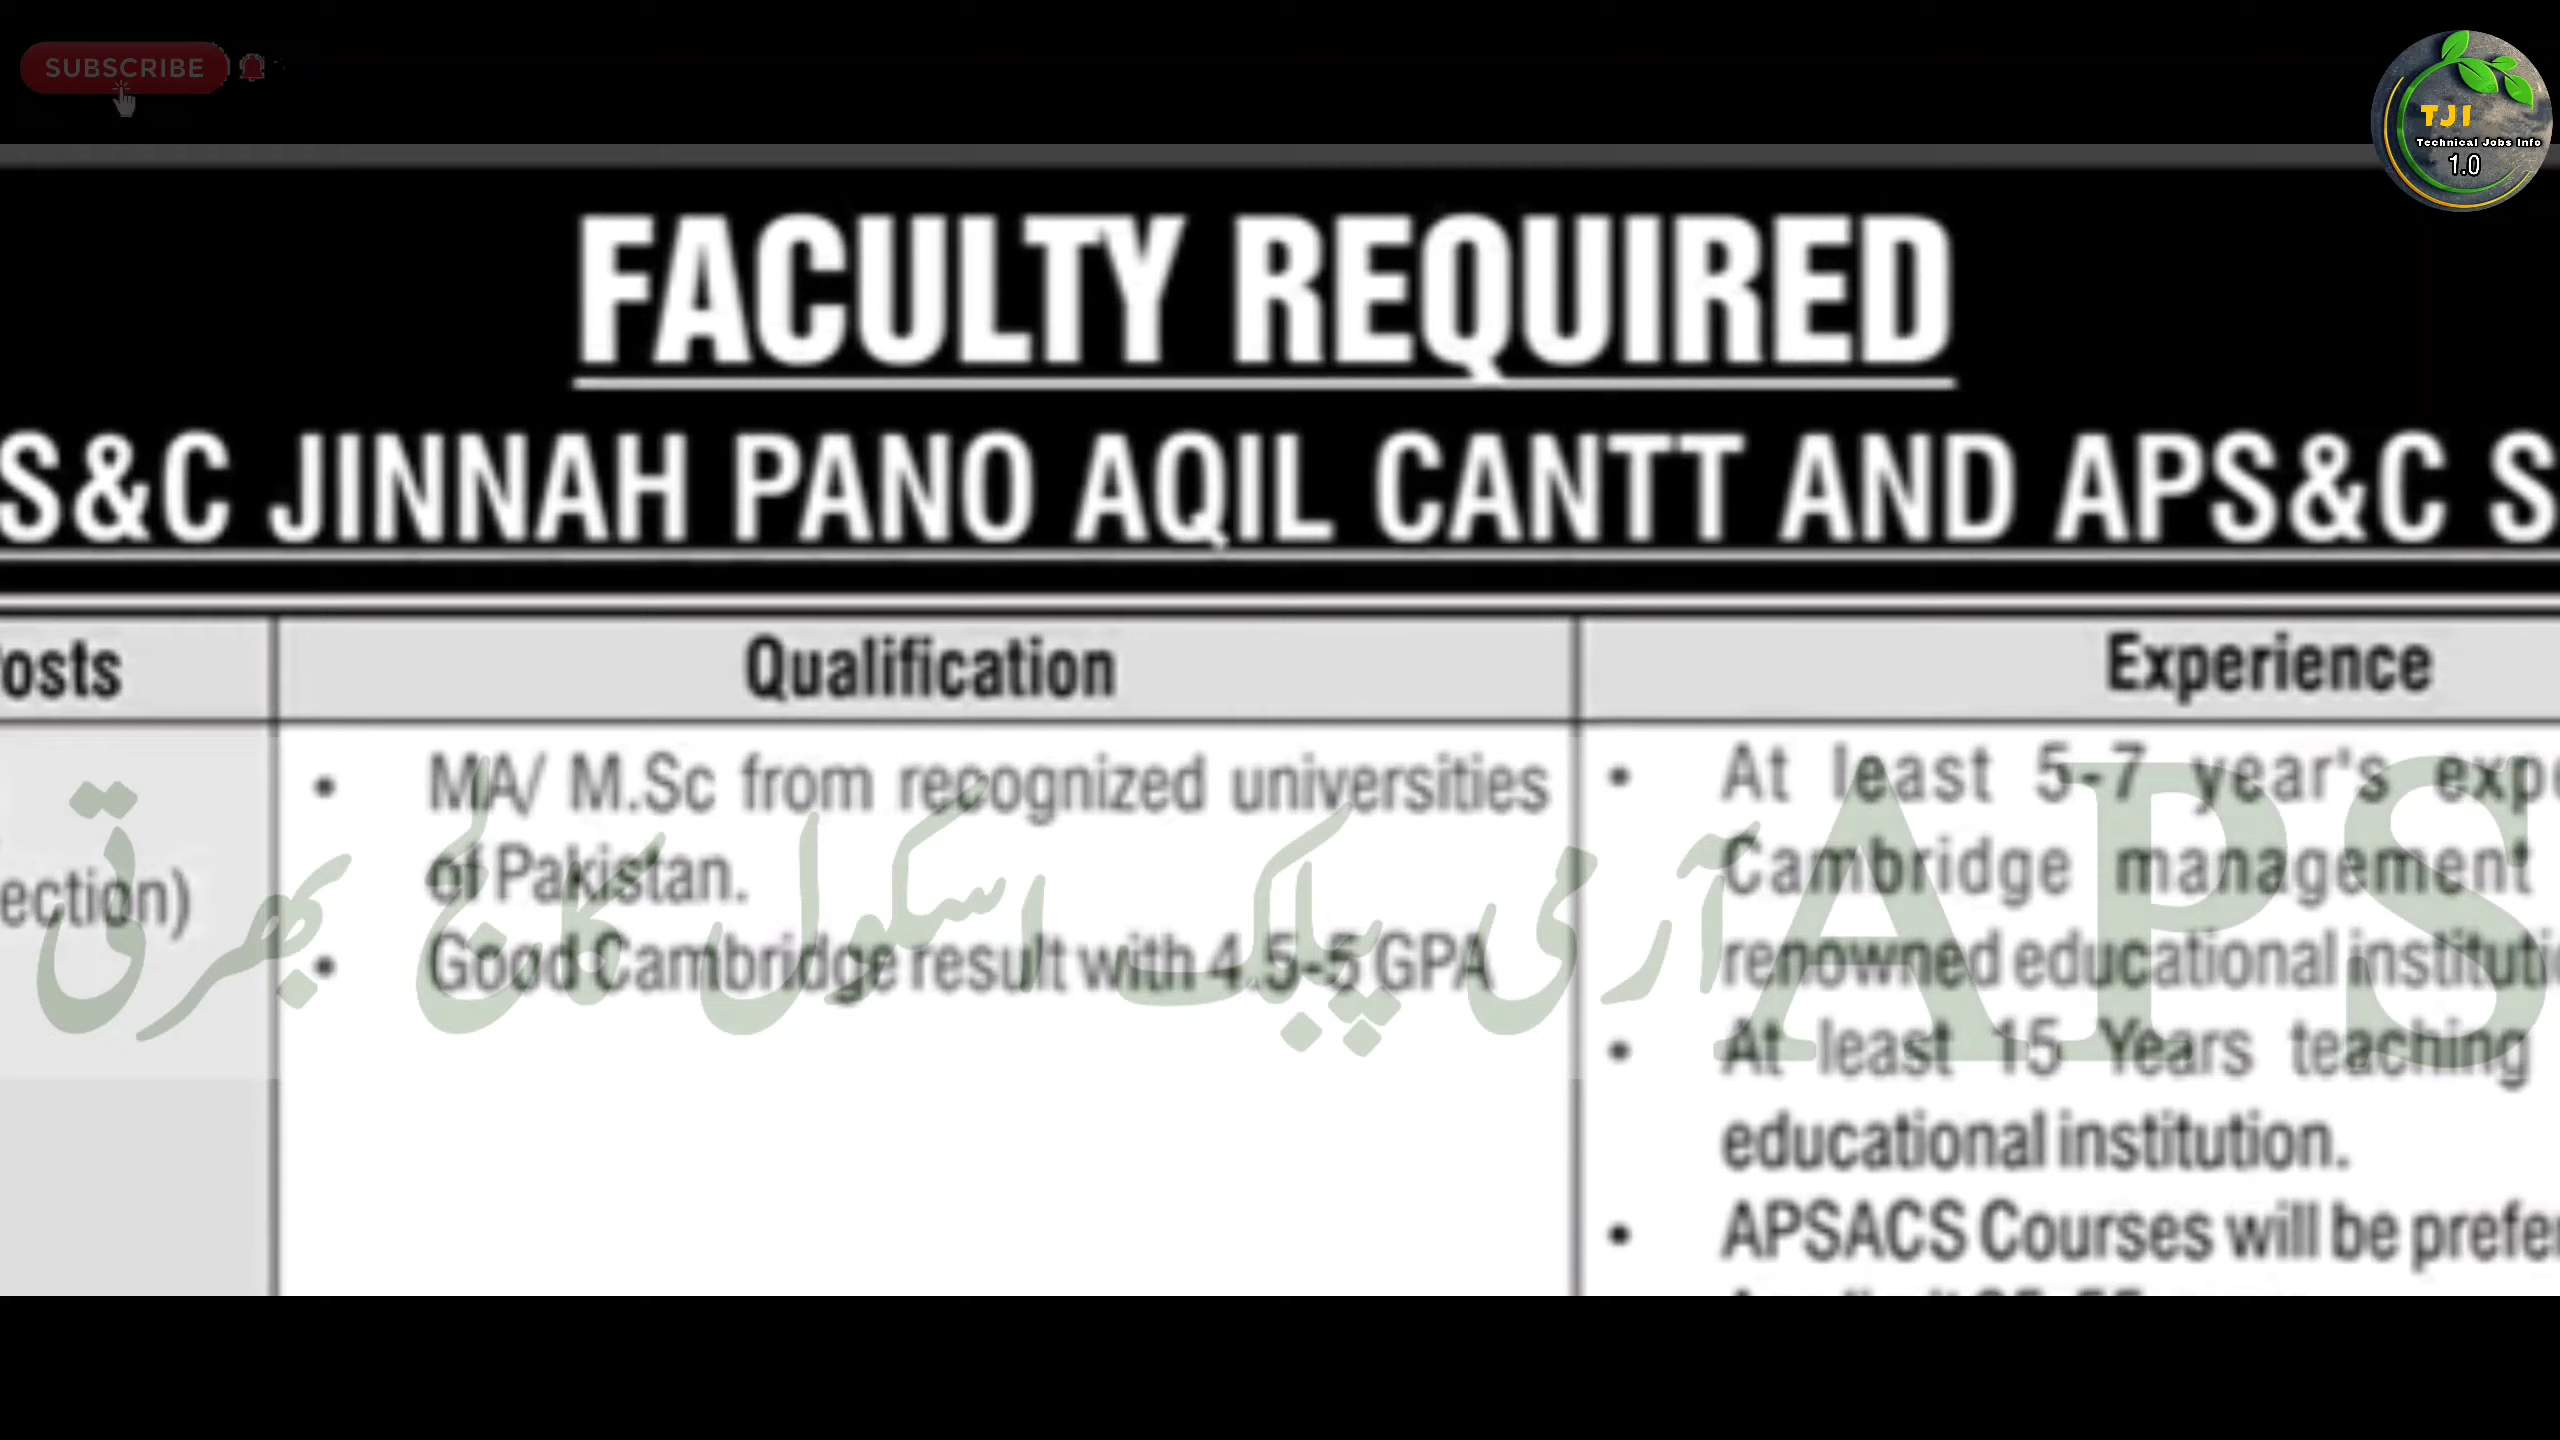 SUBSCRIBE
TJI
Technical Jobs Info
1.0
FACULTY REQUIRED
S&C JINNAH PANO AQIL CANTT AND APS&C S
osts
Qualification
Experience
ection)
• MA/ M.Sc from recognized universities
of Pakistan.
• Good Cambridge result with 4.5-5 GPA
• At least 5-7 year's expe
Cambridge management
renowned educational instituti
• At least 15 Years teaching
educational institution.
• APSACS Courses will be prefe
APS آرمی پبلک اسکول کالج بھرتی